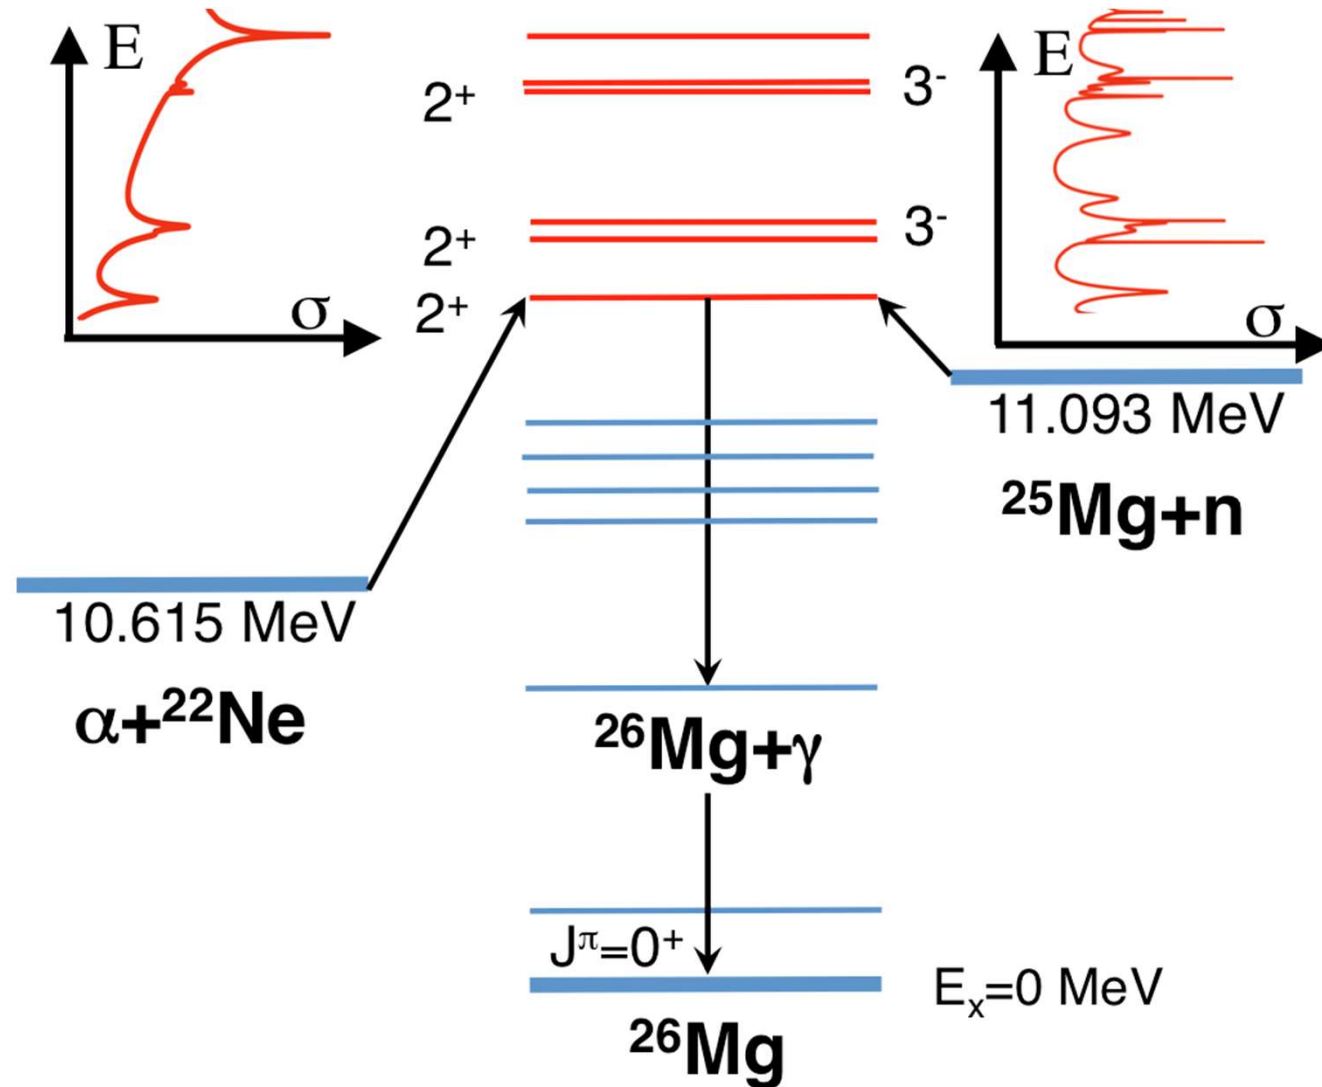 E
σ
2⁺
2⁺
2⁺
3⁻
3⁻
E
σ
11.093 MeV
²⁵Mg+n
10.615 MeV
α+²²Ne
²⁶Mg+γ
Jᵖⁱ=0⁺
Eₓ=0 MeV
²⁶Mg